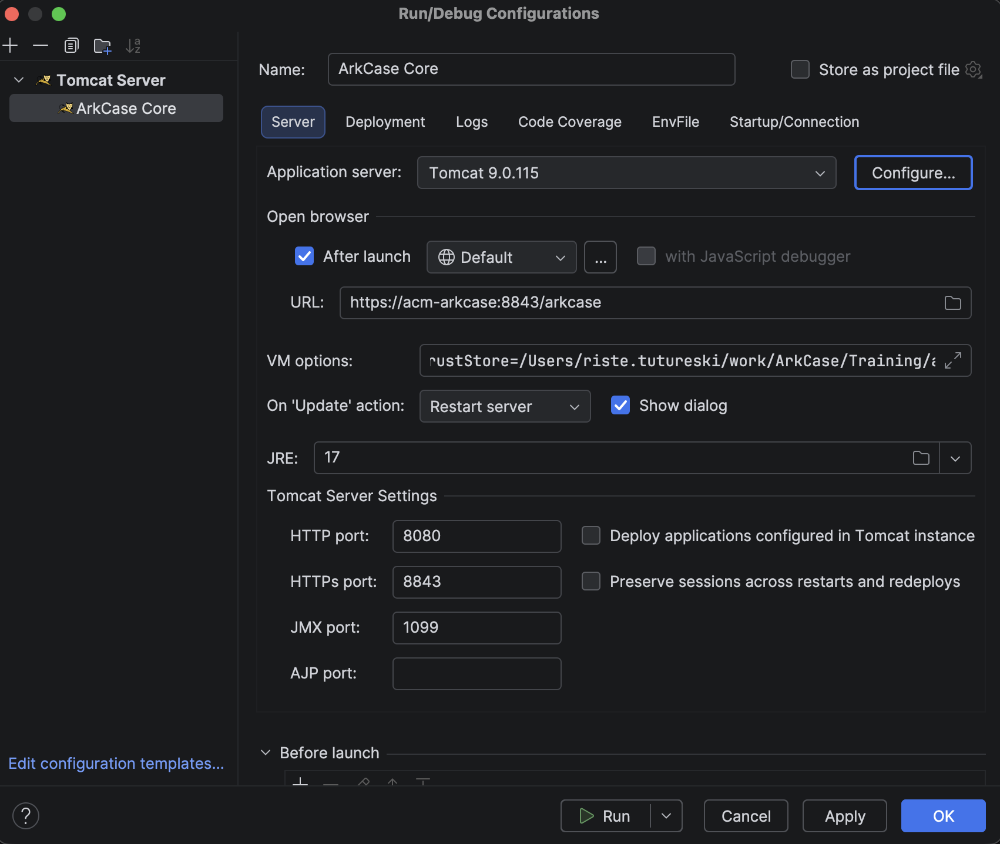 Run/Debug Configurations
Tomcat Server
ArkCase Core
Edit configuration templates...
Name: ArkCase Core Store as project file
Server Deployment Logs Code Coverage EnvFile Startup/Connection
Application server: Tomcat 9.0.115 Configure...
Open browser
After launch Default ... with JavaScript debugger
URL: https://acm-arkcase:8843/arkcase
VM options: rustStore=/Users/riste.tutureski/work/ArkCase/Training/a
On 'Update' action: Restart server Show dialog
JRE: 17
Tomcat Server Settings
HTTP port: 8080 Deploy applications configured in Tomcat instance
HTTPs port: 8843 Preserve sessions across restarts and redeploys
JMX port: 1099
AJP port:
Before launch
? Run Cancel Apply OK